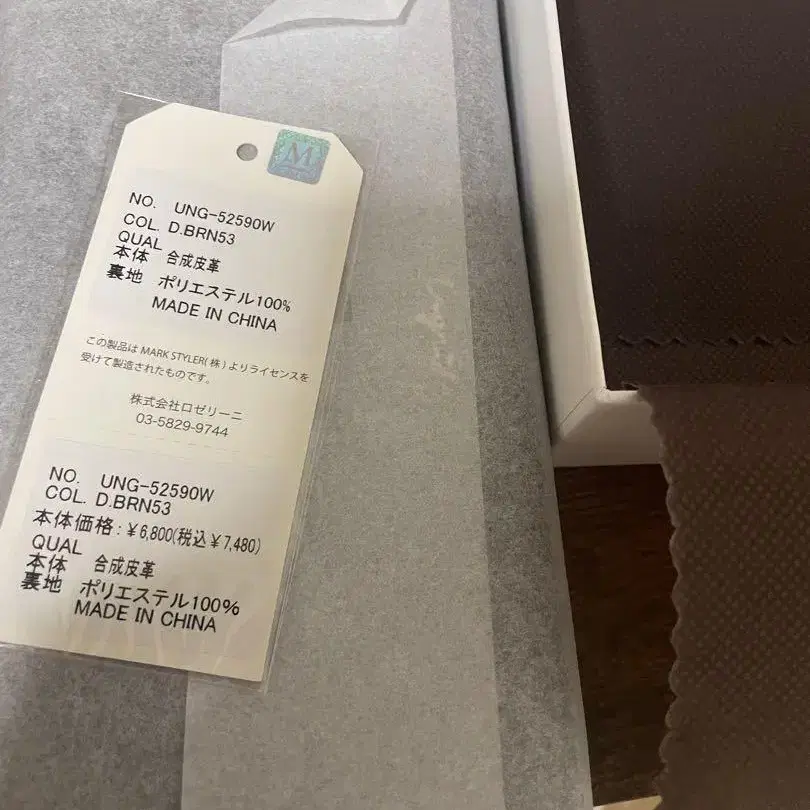 M
NO. UNG-52590W
COL. D.BRN53
QUAL
本体 合成皮革
裏地 ポリエステル100%
MADE IN CHINA
この製品は MARK STYLER(株)よりライセンスを
受けて製造されたものです。
株式会社ロゼリーニ
03-5829-9744
NO. UNG-52590W
COL. D.BRN53
本体価格:¥6,800(税込¥7,480)
QUAL
本体 合成皮革
裏地 ポリエステル100%
MADE IN CHINA